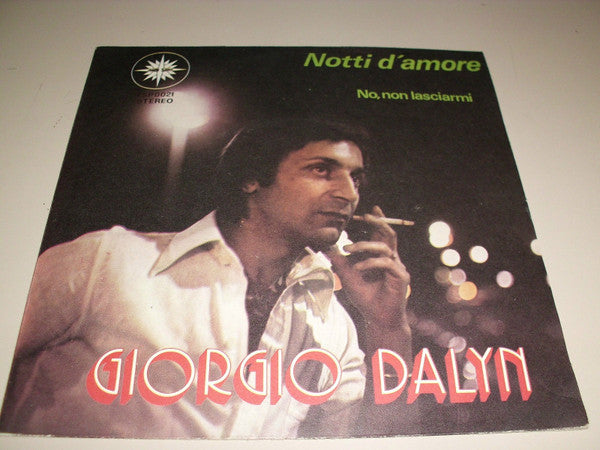 STEREO
Notti d'amore
No, non lasciarmi
GIORGIO DALYN